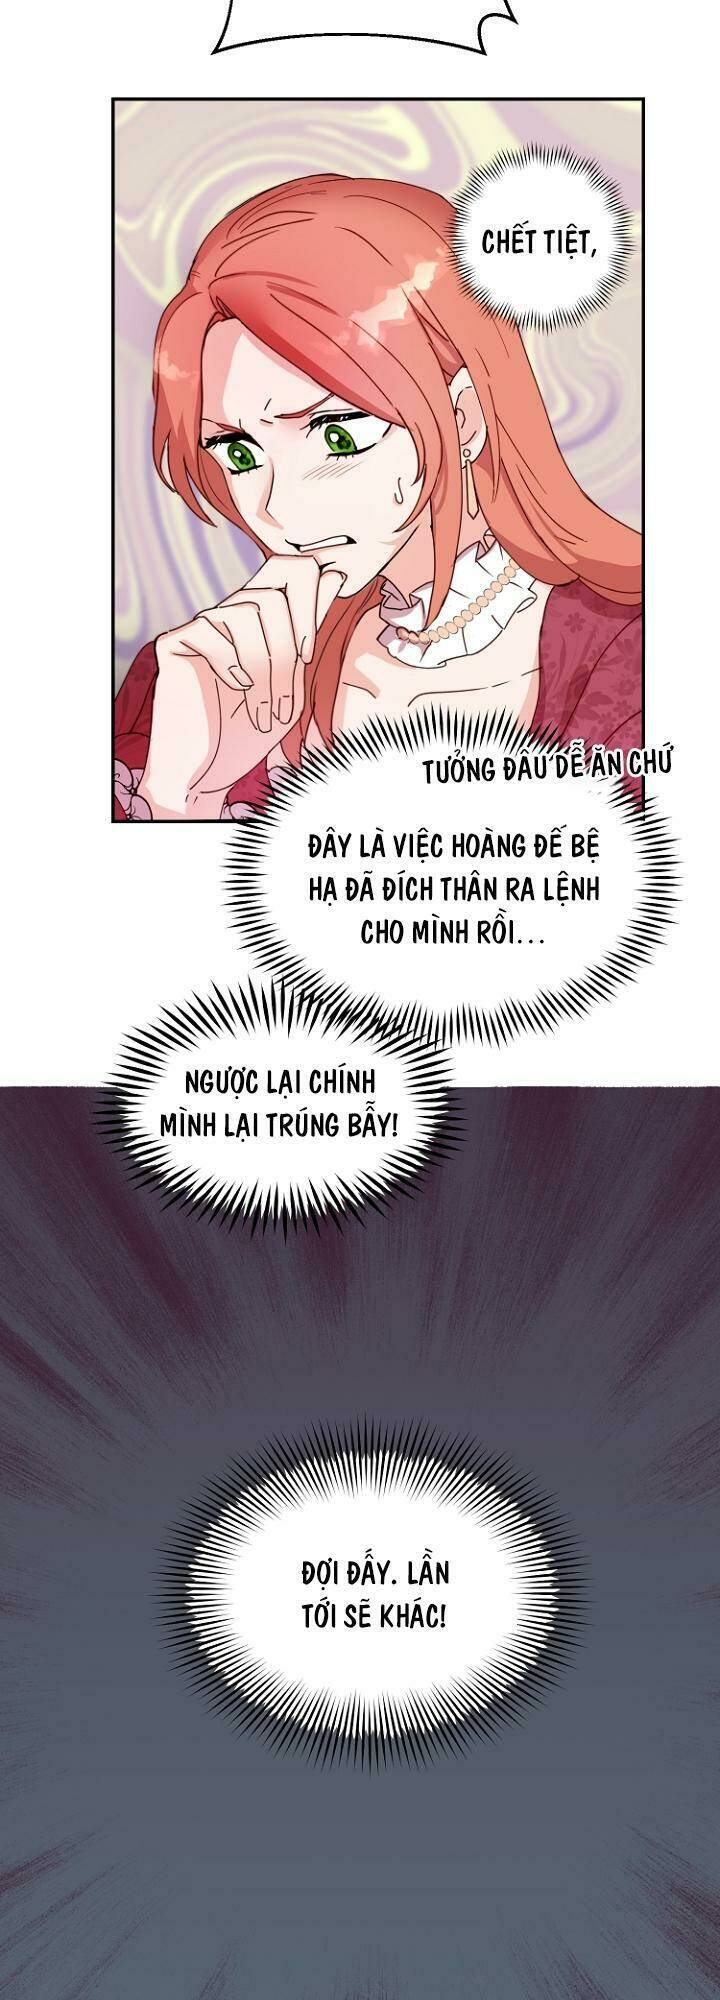 CHẾT TIỆT,
TƯỞNG ĐÂU DỄ ĂN CHỨ
ĐÂY LÀ VIỆC HOÀNG ĐẾ BỆ
HẠ ĐÃ ĐÍCH THÂN RA LỆNH
CHO MÌNH RỒI...
NGƯỢC LẠI CHÍNH
MÌNH LẠI TRÚNG BẪY!
ĐỢI ĐẤY. LẦN
TỚI SẼ KHÁC!